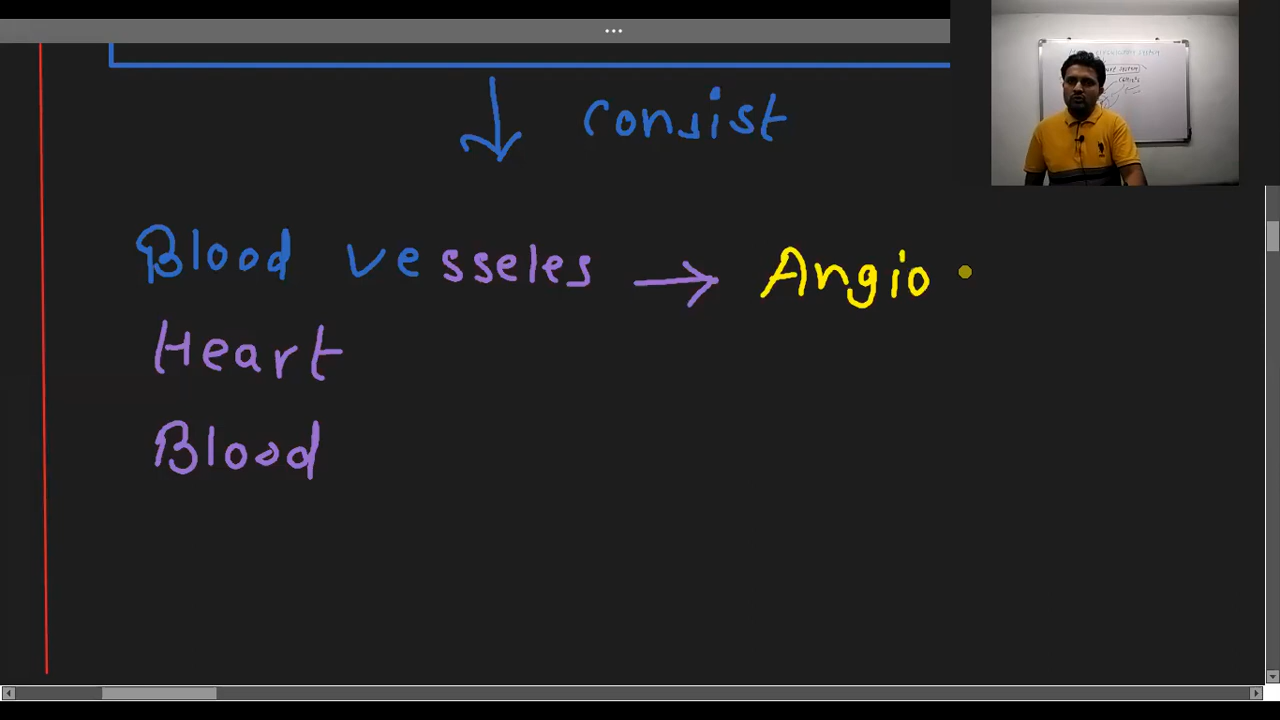 consist
Blood vesseles → Angio
Heart
Blood